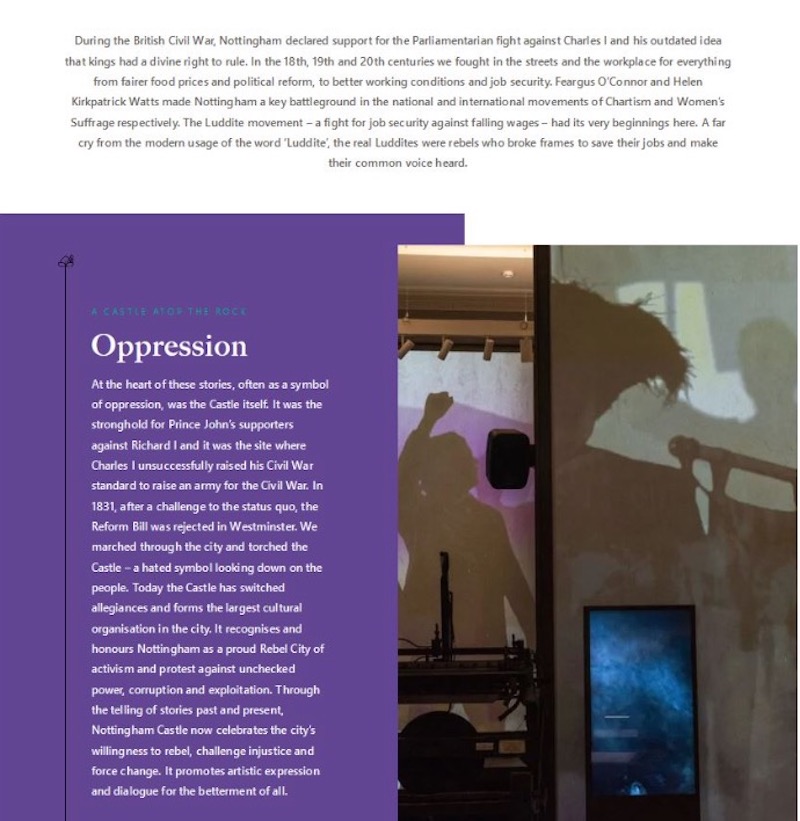 During the British Civil War, Nottingham declared support for the Parliamentarian fight against Charles I and his outdated idea
that kings had a divine right to rule. In the 18th, 19th and 20th centuries we fought in the streets and the workplace for everything
from fairer food prices and political reform, to better working conditions and job security. Feargus O'Connor and Helen
Kirkpatrick Watts made Nottingham a key battleground in the national and international movements of Chartism and Women's
Suffrage respectively. The Luddite movement – a fight for job security against falling wages – had its very beginnings here. A far
cry from the modern usage of the word 'Luddite', the real Luddites were rebels who broke frames to save their jobs and make
their common voice heard.
A CASTLE ATOP THE ROCK
Oppression
At the heart of these stories, often as a symbol
of oppression, was the Castle itself. It was the
stronghold for Prince John's supporters
against Richard I and it was the site where
Charles I unsuccessfully raised his Civil War
standard to raise an army for the Civil War. In
1831, after a challenge to the status quo, the
Reform Bill was rejected in Westminster. We
marched through the city and torched the
Castle – a hated symbol looking down on the
people. Today the Castle has switched
allegiances and forms the largest cultural
organisation in the city. It recognises and
honours Nottingham as a proud Rebel City of
activism and protest against unchecked
power, corruption and exploitation. Through
the telling of stories past and present,
Nottingham Castle now celebrates the city's
willingness to rebel, challenge injustice and
force change. It promotes artistic expression
and dialogue for the betterment of all.